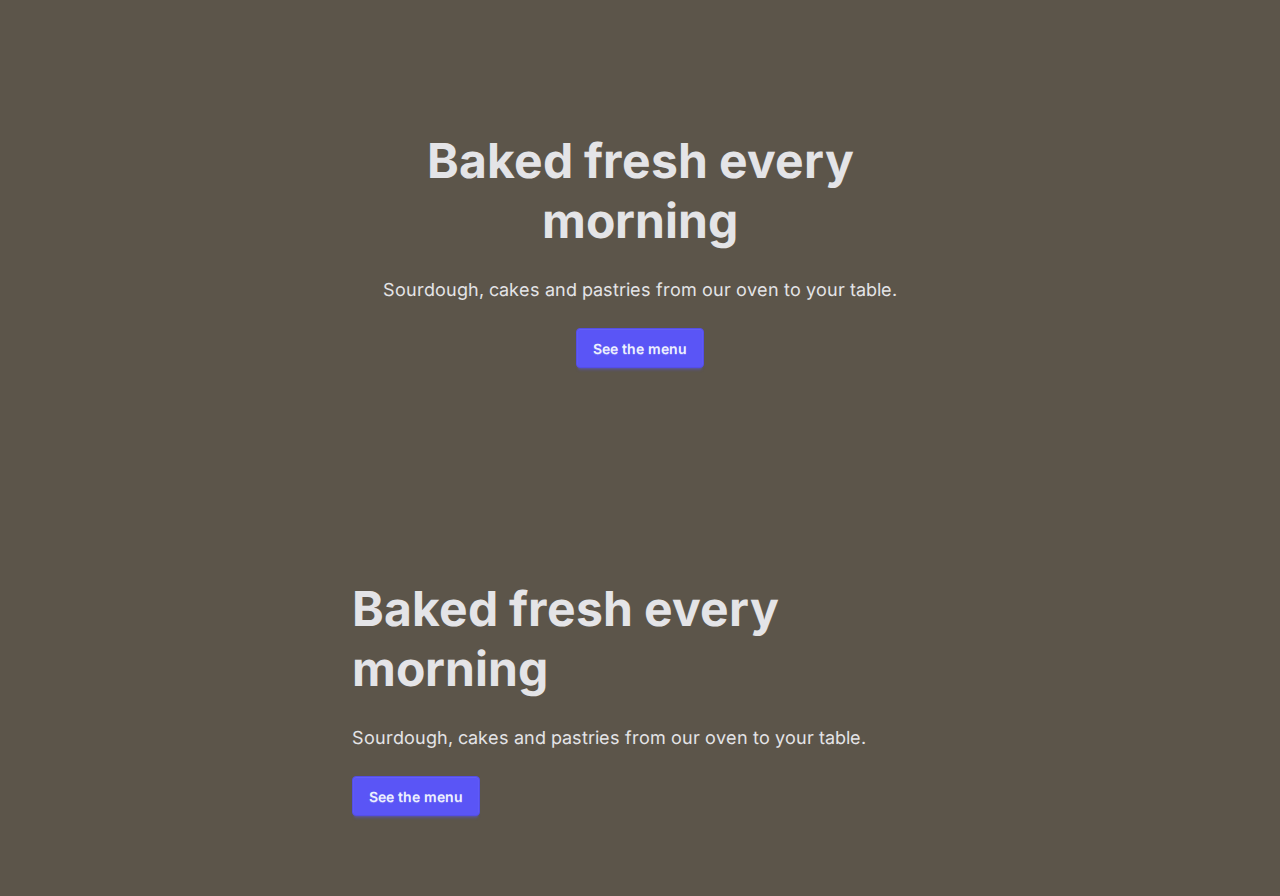 Baked fresh every
morning
Sourdough, cakes and pastries from our oven to your table.
See the menu
Baked fresh every
morning
Sourdough, cakes and pastries from our oven to your table.
See the menu